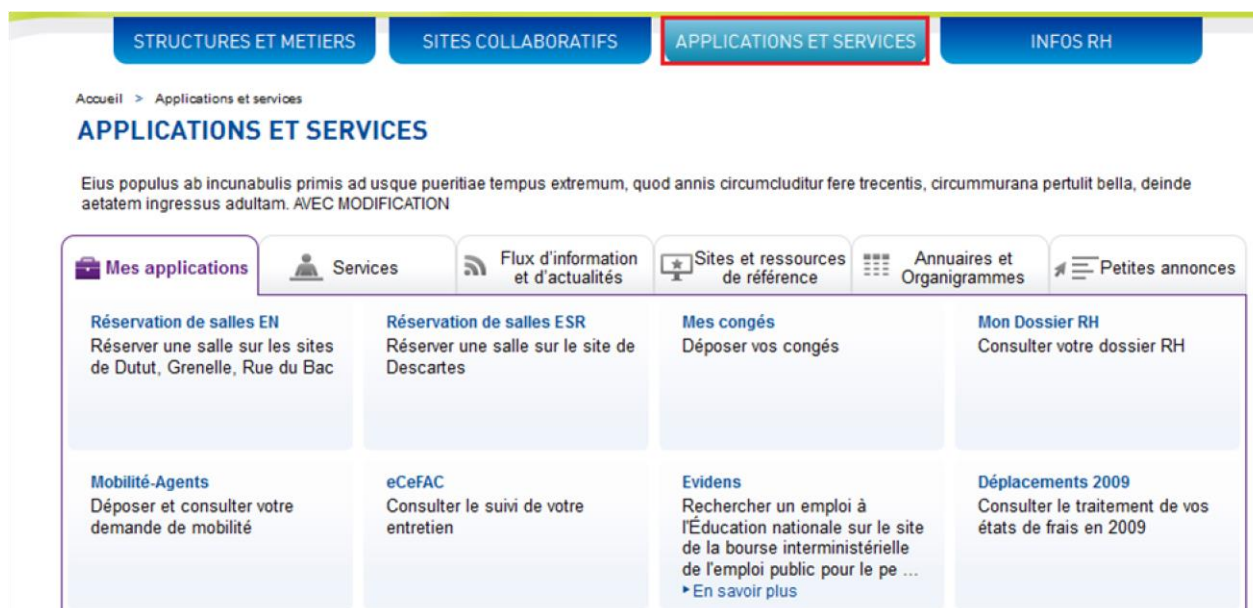 STRUCTURES ET METIERS
SITES COLLABORATIFS
APPLICATIONS ET SERVICES
INFOS RH
Accueil > Applications et services
APPLICATIONS ET SERVICES
Eius populus ab incunabulis primis ad usque pueritiae tempus extremum, quod annis circumcluditur fere trecentis, circummurana pertulit bella, deinde
aetatem ingressus adultam. AVEC MODIFICATION
Mes applications
Services
Flux d'information
et d'actualités
Sites et ressources
de référence
Annuaires et
Organigrammes
Petites annonces
Réservation de salles EN
Réserver une salle sur les sites
de Dutut, Grenelle, Rue du Bac
Réservation de salles ESR
Réserver une salle sur le site de
Descartes
Mes congés
Déposer vos congés
Mon Dossier RH
Consulter votre dossier RH
Mobilité-Agents
Déposer et consulter votre
demande de mobilité
eCeFAC
Consulter le suivi de votre
entretien
Evidens
Rechercher un emploi à
l'Éducation nationale sur le site
de la bourse interministérielle
de l'emploi public pour le pe ...
En savoir plus
Déplacements 2009
Consulter le traitement de vos
états de frais en 2009